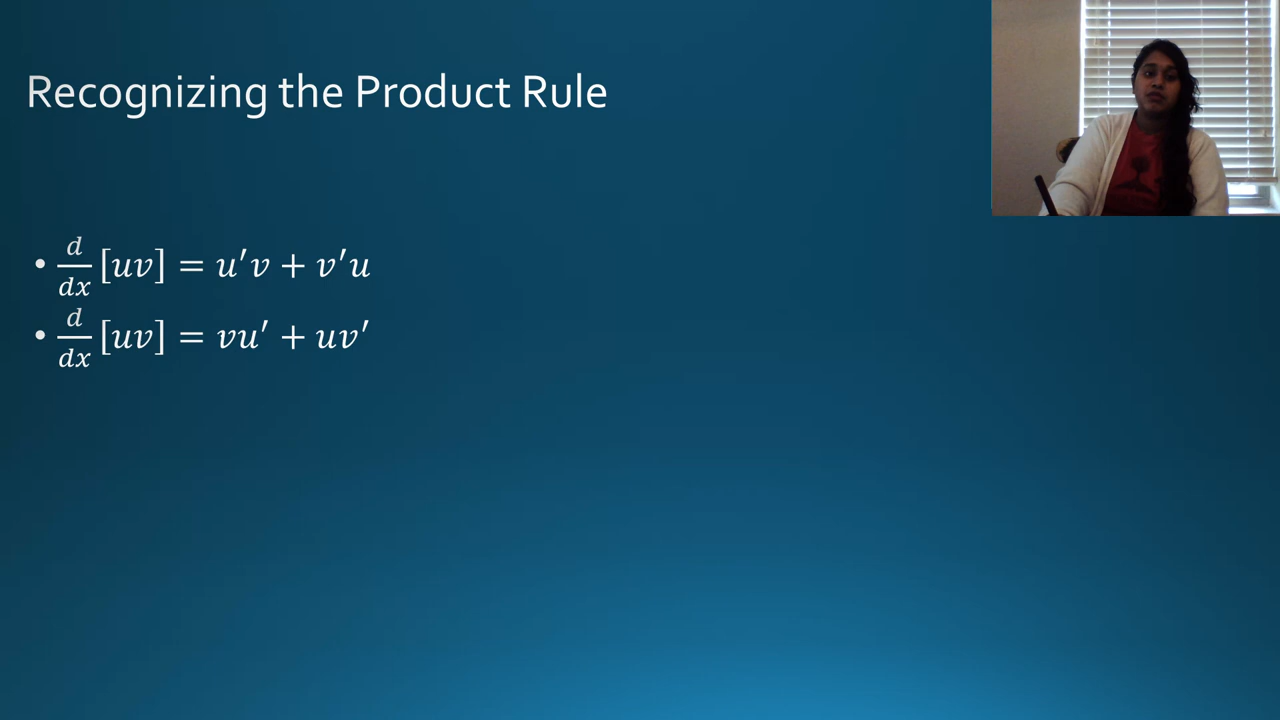 Recognizing the Product Rule
• d/dx [uv] = u′v + v′u
• d/dx [uv] = vu′ + uv′